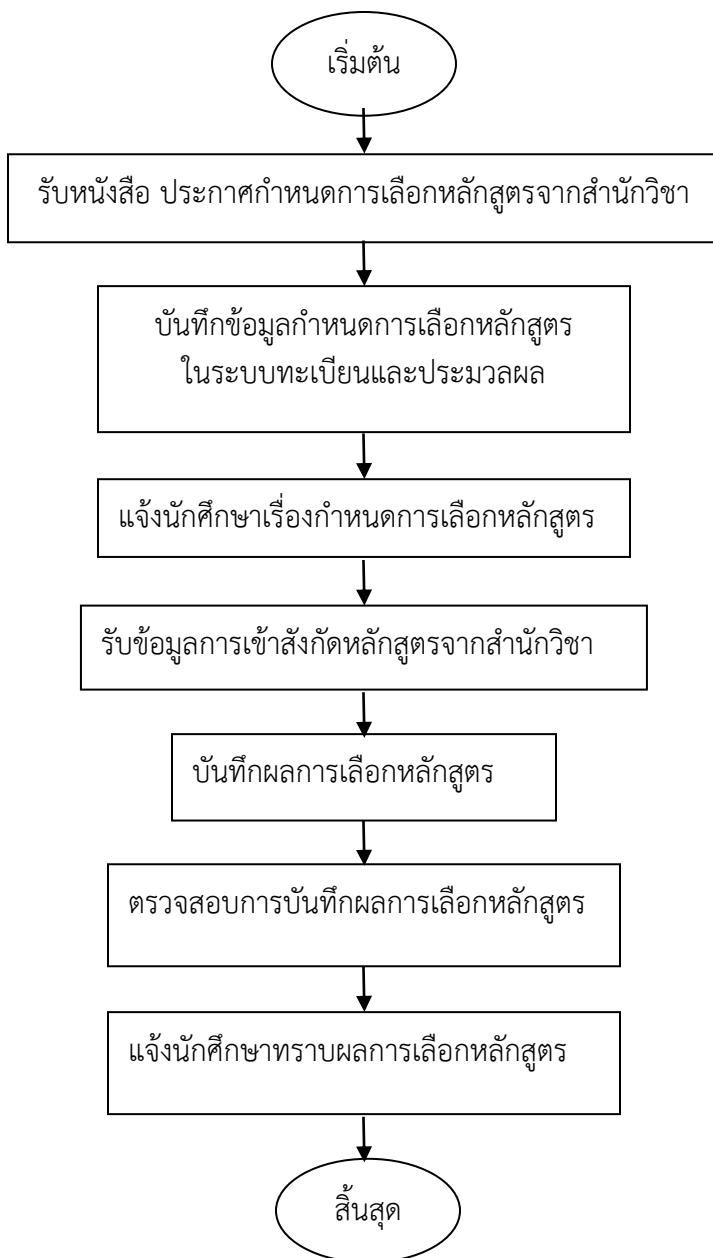 เริ่มต้น
รับหนังสือ ประกาศกำหนดการเลือกหลักสูตรจากสำนักวิชา
บันทึกข้อมูลกำหนดการเลือกหลักสูตร
ในระบบทะเบียนและประมวลผล
แจ้งนักศึกษาเรื่องกำหนดการเลือกหลักสูตร
รับข้อมูลการเข้าสังกัดหลักสูตรจากสำนักวิชา
บันทึกผลการเลือกหลักสูตร
ตรวจสอบการบันทึกผลการเลือกหลักสูตร
แจ้งนักศึกษาทราบผลการเลือกหลักสูตร
สิ้นสุด